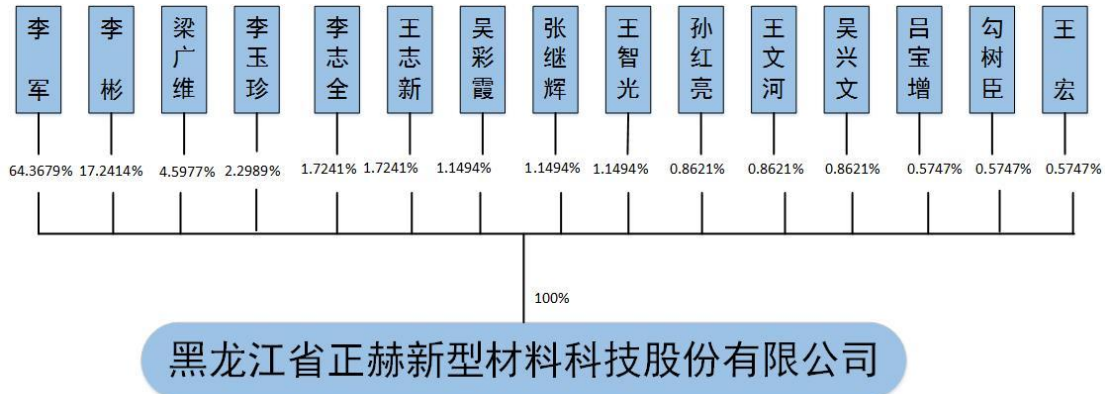 李军
李彬
梁广维
李玉珍
李志全
王志新
吴彩霞
张继辉
王智光
孙红亮
王文河
吴兴文
吕宝增
勾树臣
王宏
64.3679%
17.2414%
4.5977%
2.2989%
1.7241%
1.7241%
1.1494%
1.1494%
1.1494%
0.8621%
0.8621%
0.8621%
0.5747%
0.5747%
0.5747%
100%
黑龙江省正赫新型材料科技股份有限公司